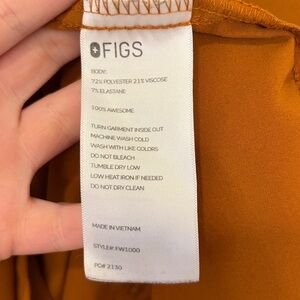 FIGS
BODY:
72% POLYESTER 21% VISCOSE
7% ELASTANE
100% AWESOME
TURN GARMENT INSIDE OUT
MACHINE WASH COLD
WASH WITH LIKE COLORS
DO NOT BLEACH
TUMBLE DRY LOW
LOW HEAT IRON IF NEEDED
DO NOT DRY CLEAN
MADE IN VIETNAM
STYLE#: FW1000
PO# 2130